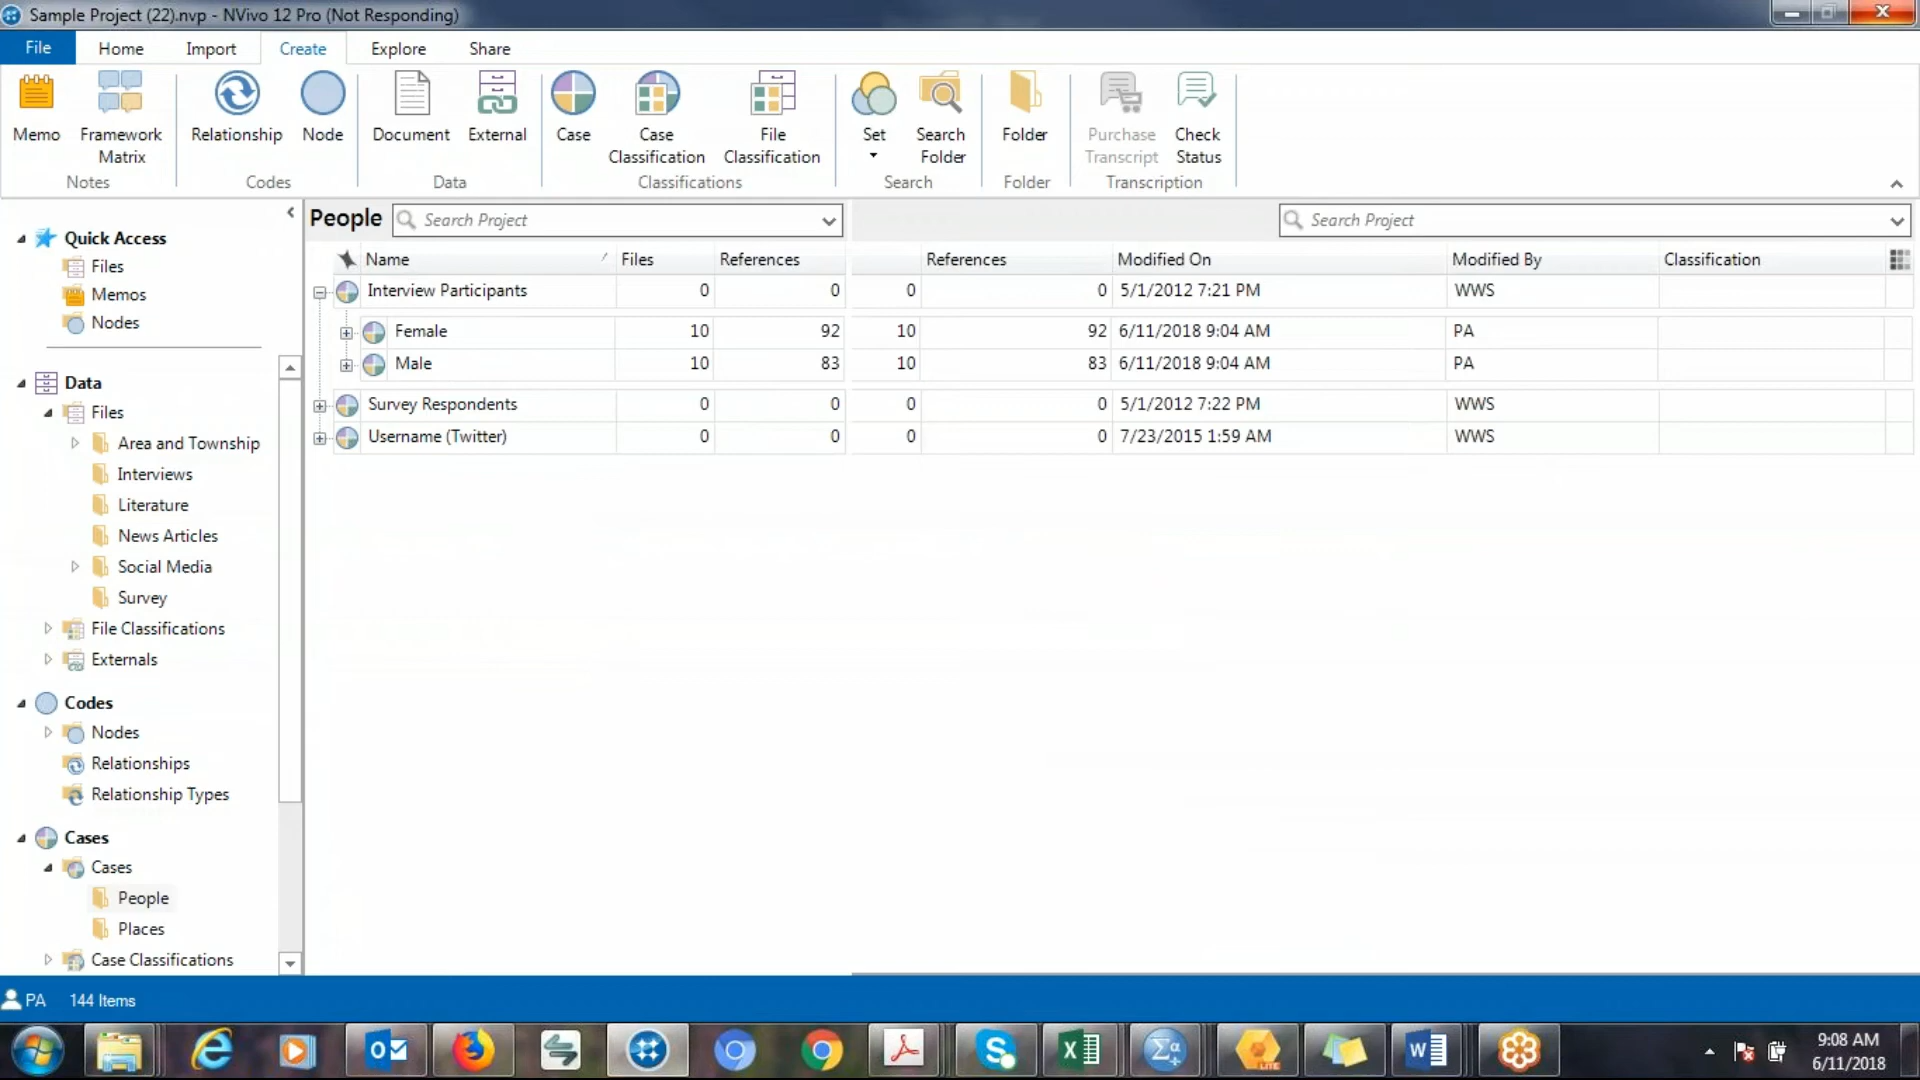 Sample Project (22).nvp - NVivo 12 Pro (Not Responding)
File Home Import Create Explore Share
Memo Framework Matrix Relationship Node Document External Case Case Classification File Classification Set Search Folder Folder Purchase Transcript Check Status
Notes Codes Data Classifications Search Folder Transcription
People Search Project Search Project
Name Files References References Modified On Modified By Classification
Interview Participants 0 0 0 0 5/1/2012 7:21 PM WWS
Female 10 92 10 92 6/11/2018 9:04 AM PA
Male 10 83 10 83 6/11/2018 9:04 AM PA
Survey Respondents 0 0 0 0 5/1/2012 7:22 PM WWS
Username (Twitter) 0 0 0 0 7/23/2015 1:59 AM WWS
Quick Access
Files
Memos
Nodes
Data
Files
Area and Township
Interviews
Literature
News Articles
Social Media
Survey
File Classifications
Externals
Codes
Nodes
Relationships
Relationship Types
Cases
Cases
People
Places
Case Classifications
PA 144 Items
9:08 AM
6/11/2018